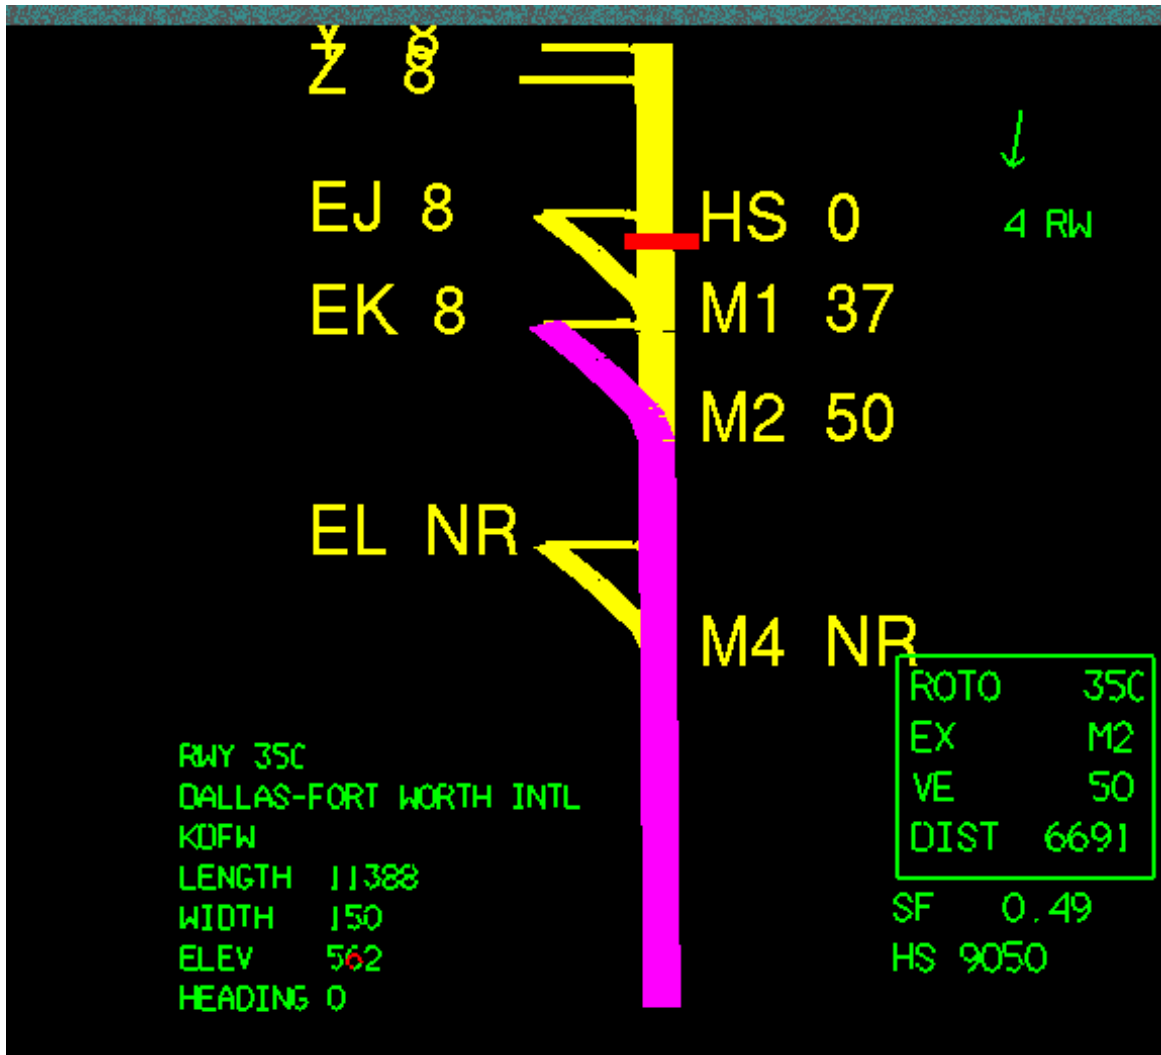 Y 8
Z 8
EJ 8
HS 0
4 RW
EK 8
M1 37
M2 50
EL NR
M4 NR
ROTO 35C
EX M2
VE 50
DIST 6691
SF 0.49
HS 9050
RWY 35C
DALLAS-FORT WORTH INTL
KDFW
LENGTH 11388
WIDTH 150
ELEV 562
HEADING 0